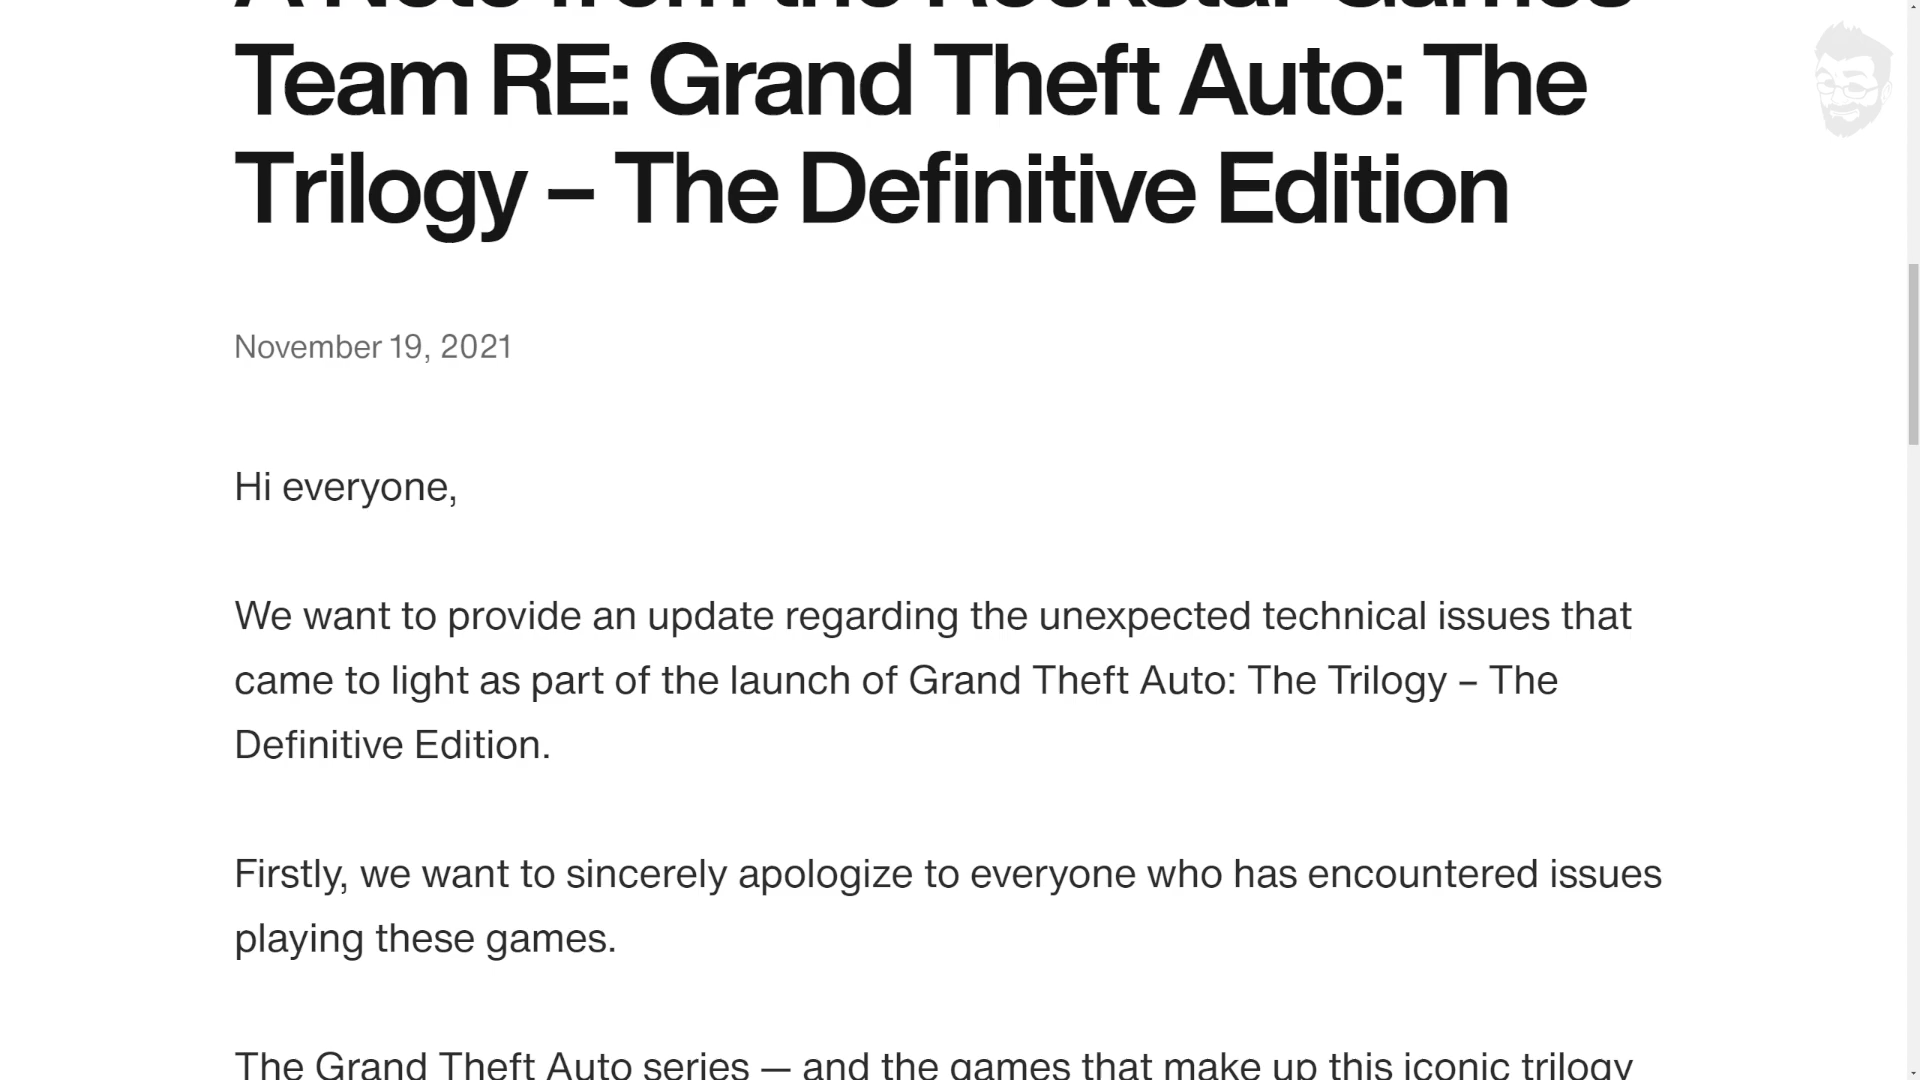 A Note from the Rockstar Games
Team RE: Grand Theft Auto: The
Trilogy – The Definitive Edition
November 19, 2021
Hi everyone,
We want to provide an update regarding the unexpected technical issues that
came to light as part of the launch of Grand Theft Auto: The Trilogy – The
Definitive Edition.
Firstly, we want to sincerely apologize to everyone who has encountered issues
playing these games.
The Grand Theft Auto series — and the games that make up this iconic trilogy